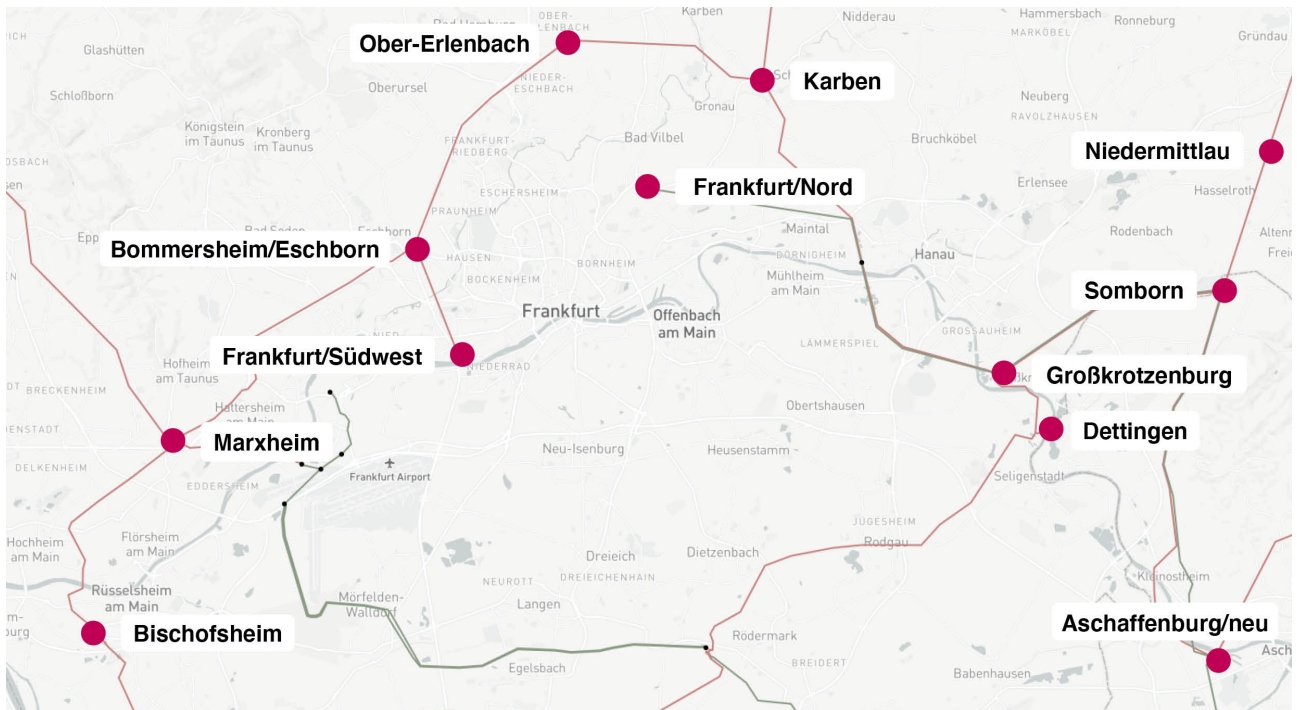 Karben
OBER-
ERLENBACH
Nidderau
Hammersbach
MARKÖBEL
Ronneburg
Gründau
Glashütten
Ober-Erlenbach
Oberursel
NIEDER-
ESCHBACH
Karben
Gronau
Schloßborn
Neuberg
RAVOLZHAUSEN
Königstein
im Taunus
Kronberg
im Taunus
FRANKFURT-
RIEDBERG
Bad Vilbel
Bruchköbel
Niedermittlau
Erlensee
Hasselroth
ESCHERSHEIM
Frankfurt/Nord
PRAUNHEIM
Maintal
Rodenbach
Bommersheim/Eschborn
HAUSEN
BOCKENHEIM
BORNHEIM
DÖRNIGHEIM
Hanau
Mühlheim
am Main
Somborn
Frankfurt
Offenbach
am Main
GROSSAUHEIM
LÄMMERSPIEL
Frankfurt/Südwest
NIEDERRAD
Hofheim
am Taunus
BRECKENHEIM
Großkrotzenburg
Hattersheim
am Main
Obertshausen
Marxheim
Dettingen
Neu-Isenburg
Heusenstamm
DELKENHEIM
EDDERSHEIM
Frankfurt Airport
Seligenstadt
JÜGESHEIM
Rodgau
Hochheim
am Main
Flörsheim
am Main
Dreieich
Dietzenbach
NEUROTT
DREIEICHENHAIN
Kleinostheim
Rüsselsheim
am Main
Mörfelden-
Walldorf
Langen
Bischofsheim
Rödermark
Aschaffenburg/neu
Egelsbach
BREIDERT
Babenhausen